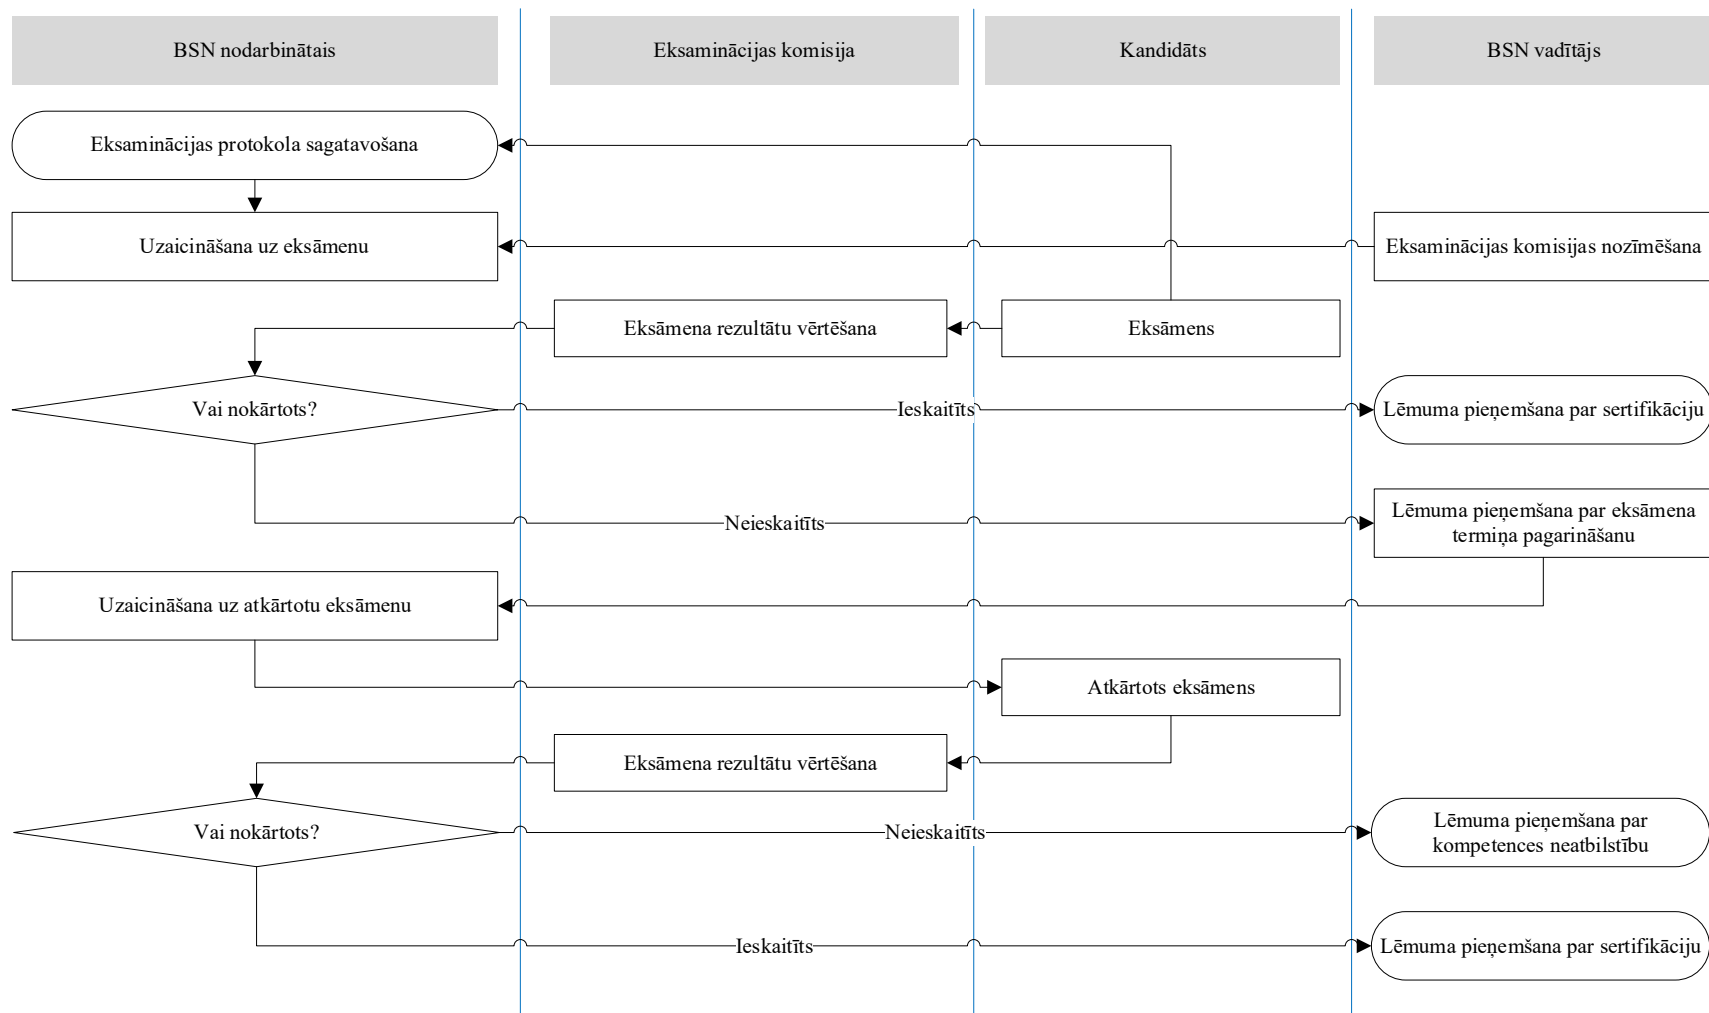 BSN nodarbinātais
Eksaminācijas komisija
Kandidāts
BSN vadītājs
Eksaminācijas protokola sagatavošana
Uzaicināšana uz eksāmenu
Eksaminācijas komisijas nozīmēšana
Eksāmena rezultātu vērtēšana
Eksāmens
Vai nokārtots?
Ieskaitīts
Lēmuma pieņemšana par sertifikāciju
Neieskaitīts
Lēmuma pieņemšana par eksāmena
termiņa pagarināšanu
Uzaicināšana uz atkārtotu eksāmenu
Atkārtots eksāmens
Eksāmena rezultātu vērtēšana
Vai nokārtots?
Neieskaitīts
Lēmuma pieņemšana par
kompetences neatbilstību
Ieskaitīts
Lēmuma pieņemšana par sertifikāciju